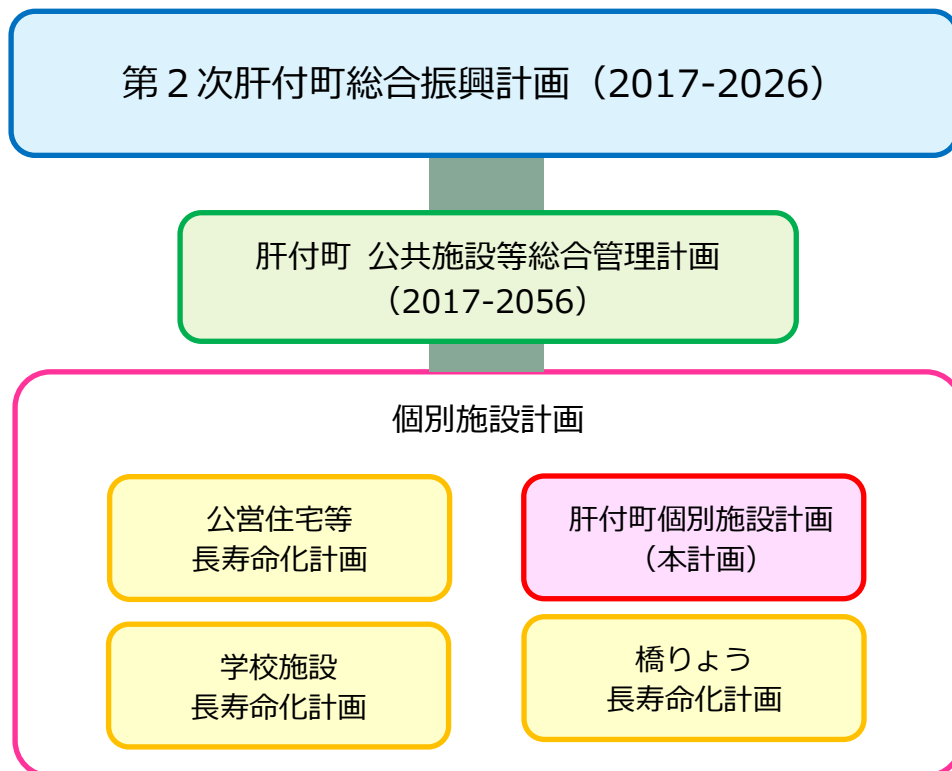 第２次肝付町総合振興計画（2017-2026）
肝付町 公共施設等総合管理計画
（2017-2056）
個別施設計画
公営住宅等
長寿命化計画
肝付町個別施設計画
（本計画）
学校施設
長寿命化計画
橋りょう
長寿命化計画